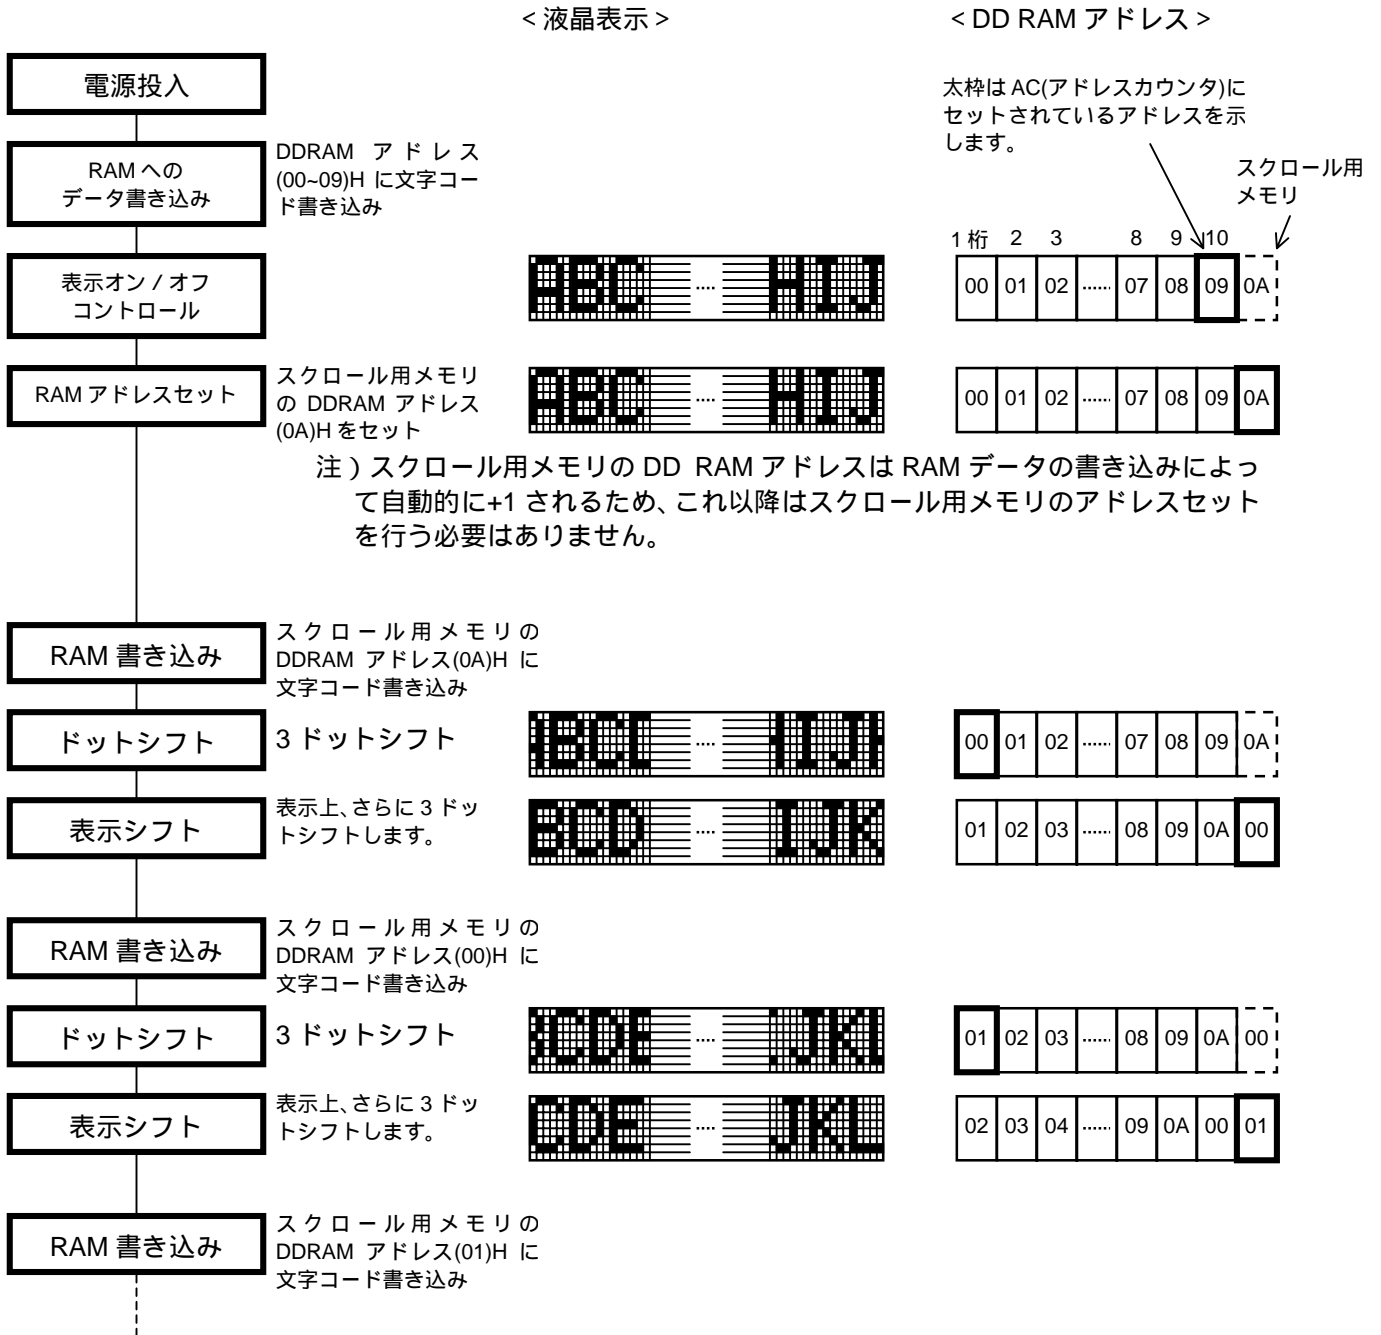 <液晶表示>
<DD RAM アドレス>
電源投入
太枠は AC(アドレスカウンタ)に
セットされているアドレスを示
します。
スクロール用
メモリ
RAM への
データ書き込み
DDRAM アドレス
(00~09)H に文字コー
ド書き込み
1 桁 2 3 8 9 10
表示オン / オフ
コントロール
ABC .... HIJ
00 01 02 ...... 07 08 09 0A
RAM アドレスセット
スクロール用メモリ
の DDRAM アドレス
(0A)H をセット
ABC .... HIJ
00 01 02 ...... 07 08 09 0A
注 ) スクロール用メモリの DD RAM アドレスは RAM データの書き込みによっ
て自動的に+1 されるため、これ以降はスクロール用メモリのアドレスセット
を行う必要はありません。
RAM 書き込み
スクロール用メモリの
DDRAM アドレス(0A)H に
文字コード書き込み
ドットシフト
3 ドットシフト
ABCD .... HIJK
00 01 02 ...... 07 08 09 0A
表示シフト
表示上、さらに 3 ドッ
トシフトします。
BCD .... IJK
01 02 03 ...... 08 09 0A 00
RAM 書き込み
スクロール用メモリの
DDRAM アドレス(00)H に
文字コード書き込み
ドットシフト
3 ドットシフト
BCDE .... JKL
01 02 03 ...... 08 09 0A 00
表示シフト
表示上、さらに 3 ドッ
トシフトします。
CDE .... JKL
02 03 04 ...... 09 0A 00 01
RAM 書き込み
スクロール用メモリの
DDRAM アドレス(01)H に
文字コード書き込み